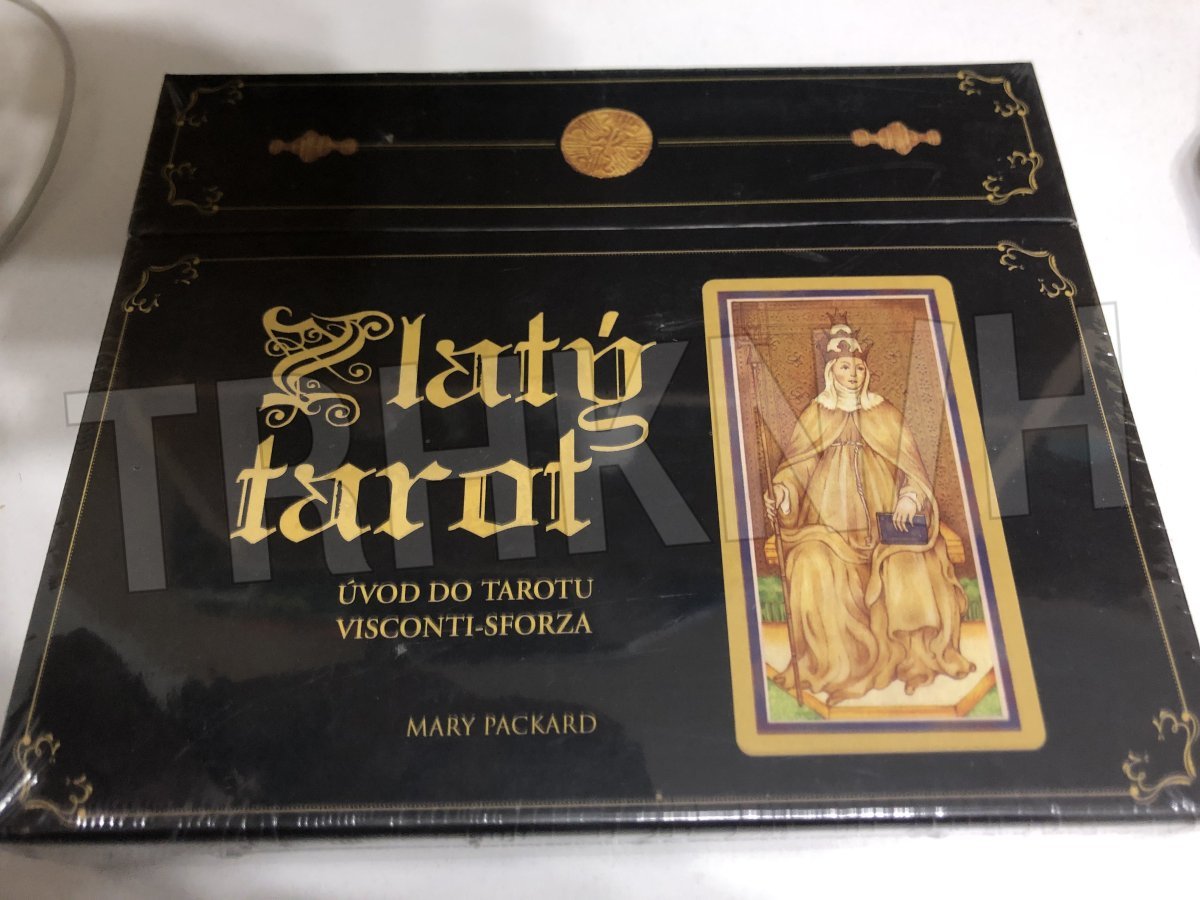 Zlatý
tarot
ÚVOD DO TAROTU
VISCONTI-SFORZA
MARY PACKARD
TRHKNIH